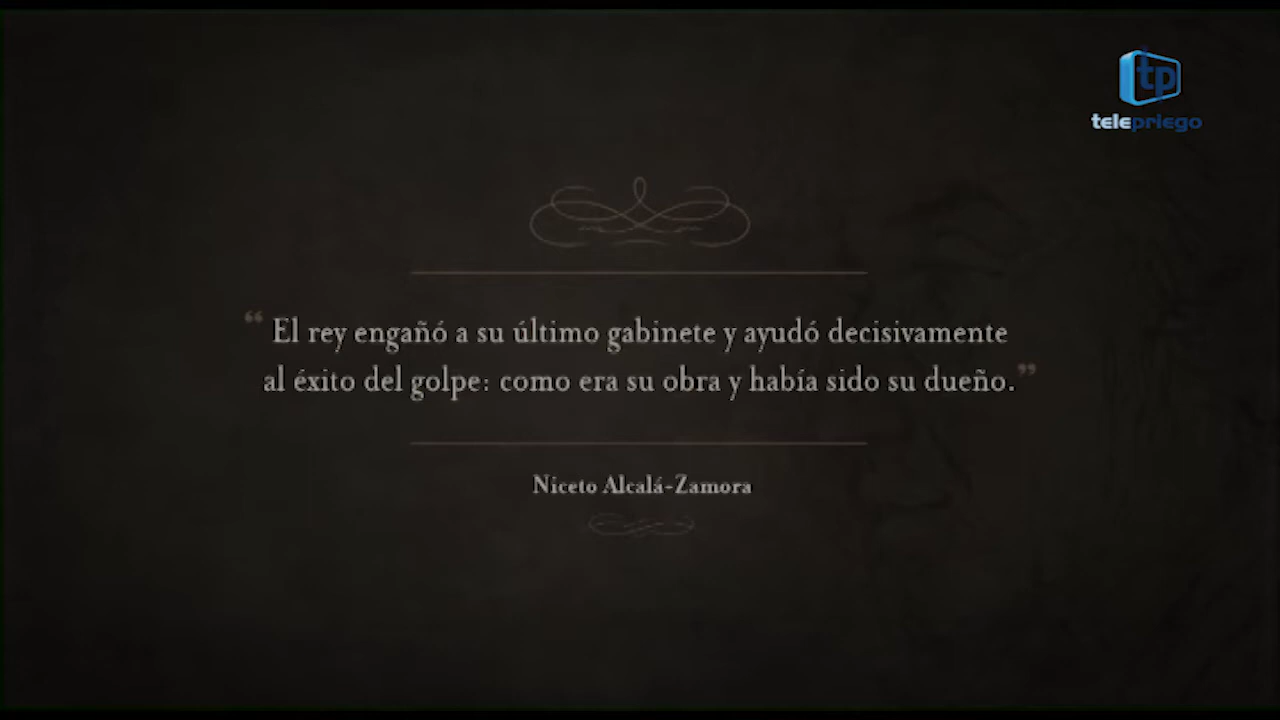 tp
telepriego
“ El rey engañó a su último gabinete y ayudó decisivamente
al éxito del golpe: como era su obra y había sido su dueño.”
Niceto Alcalá-Zamora